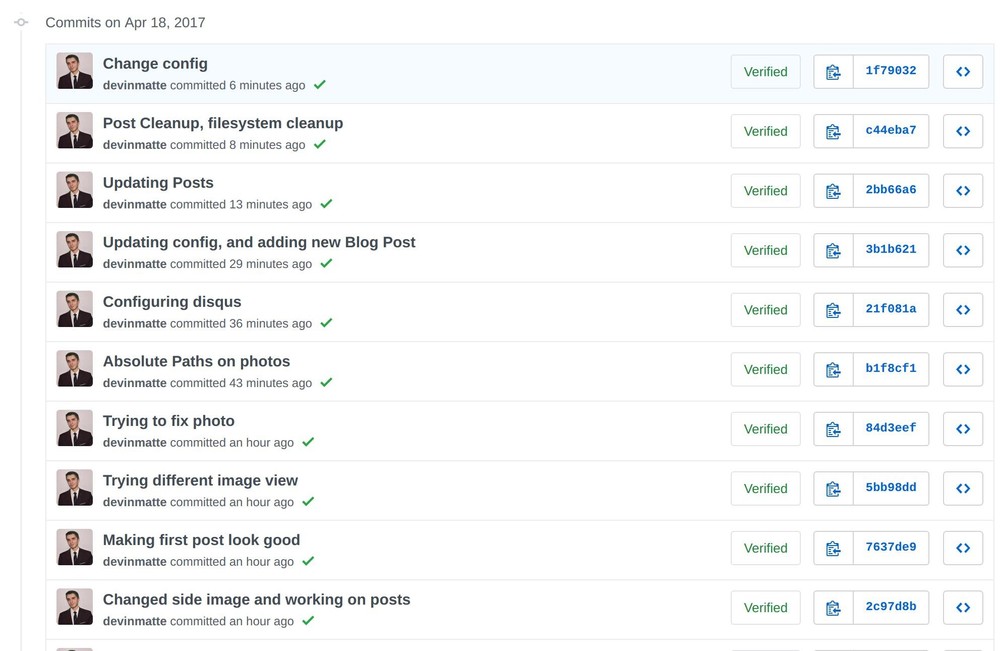 Commits on Apr 18, 2017
Change config
devinmatte committed 6 minutes ago
Verified
1f79032
Post Cleanup, filesystem cleanup
devinmatte committed 8 minutes ago
Verified
c44eba7
Updating Posts
devinmatte committed 13 minutes ago
Verified
2bb66a6
Updating config, and adding new Blog Post
devinmatte committed 29 minutes ago
Verified
3b1b621
Configuring disqus
devinmatte committed 36 minutes ago
Verified
21f081a
Absolute Paths on photos
devinmatte committed 43 minutes ago
Verified
b1f8cf1
Trying to fix photo
devinmatte committed an hour ago
Verified
84d3eef
Trying different image view
devinmatte committed an hour ago
Verified
5bb98dd
Making first post look good
devinmatte committed an hour ago
Verified
7637de9
Changed side image and working on posts
devinmatte committed an hour ago
Verified
2c97d8b